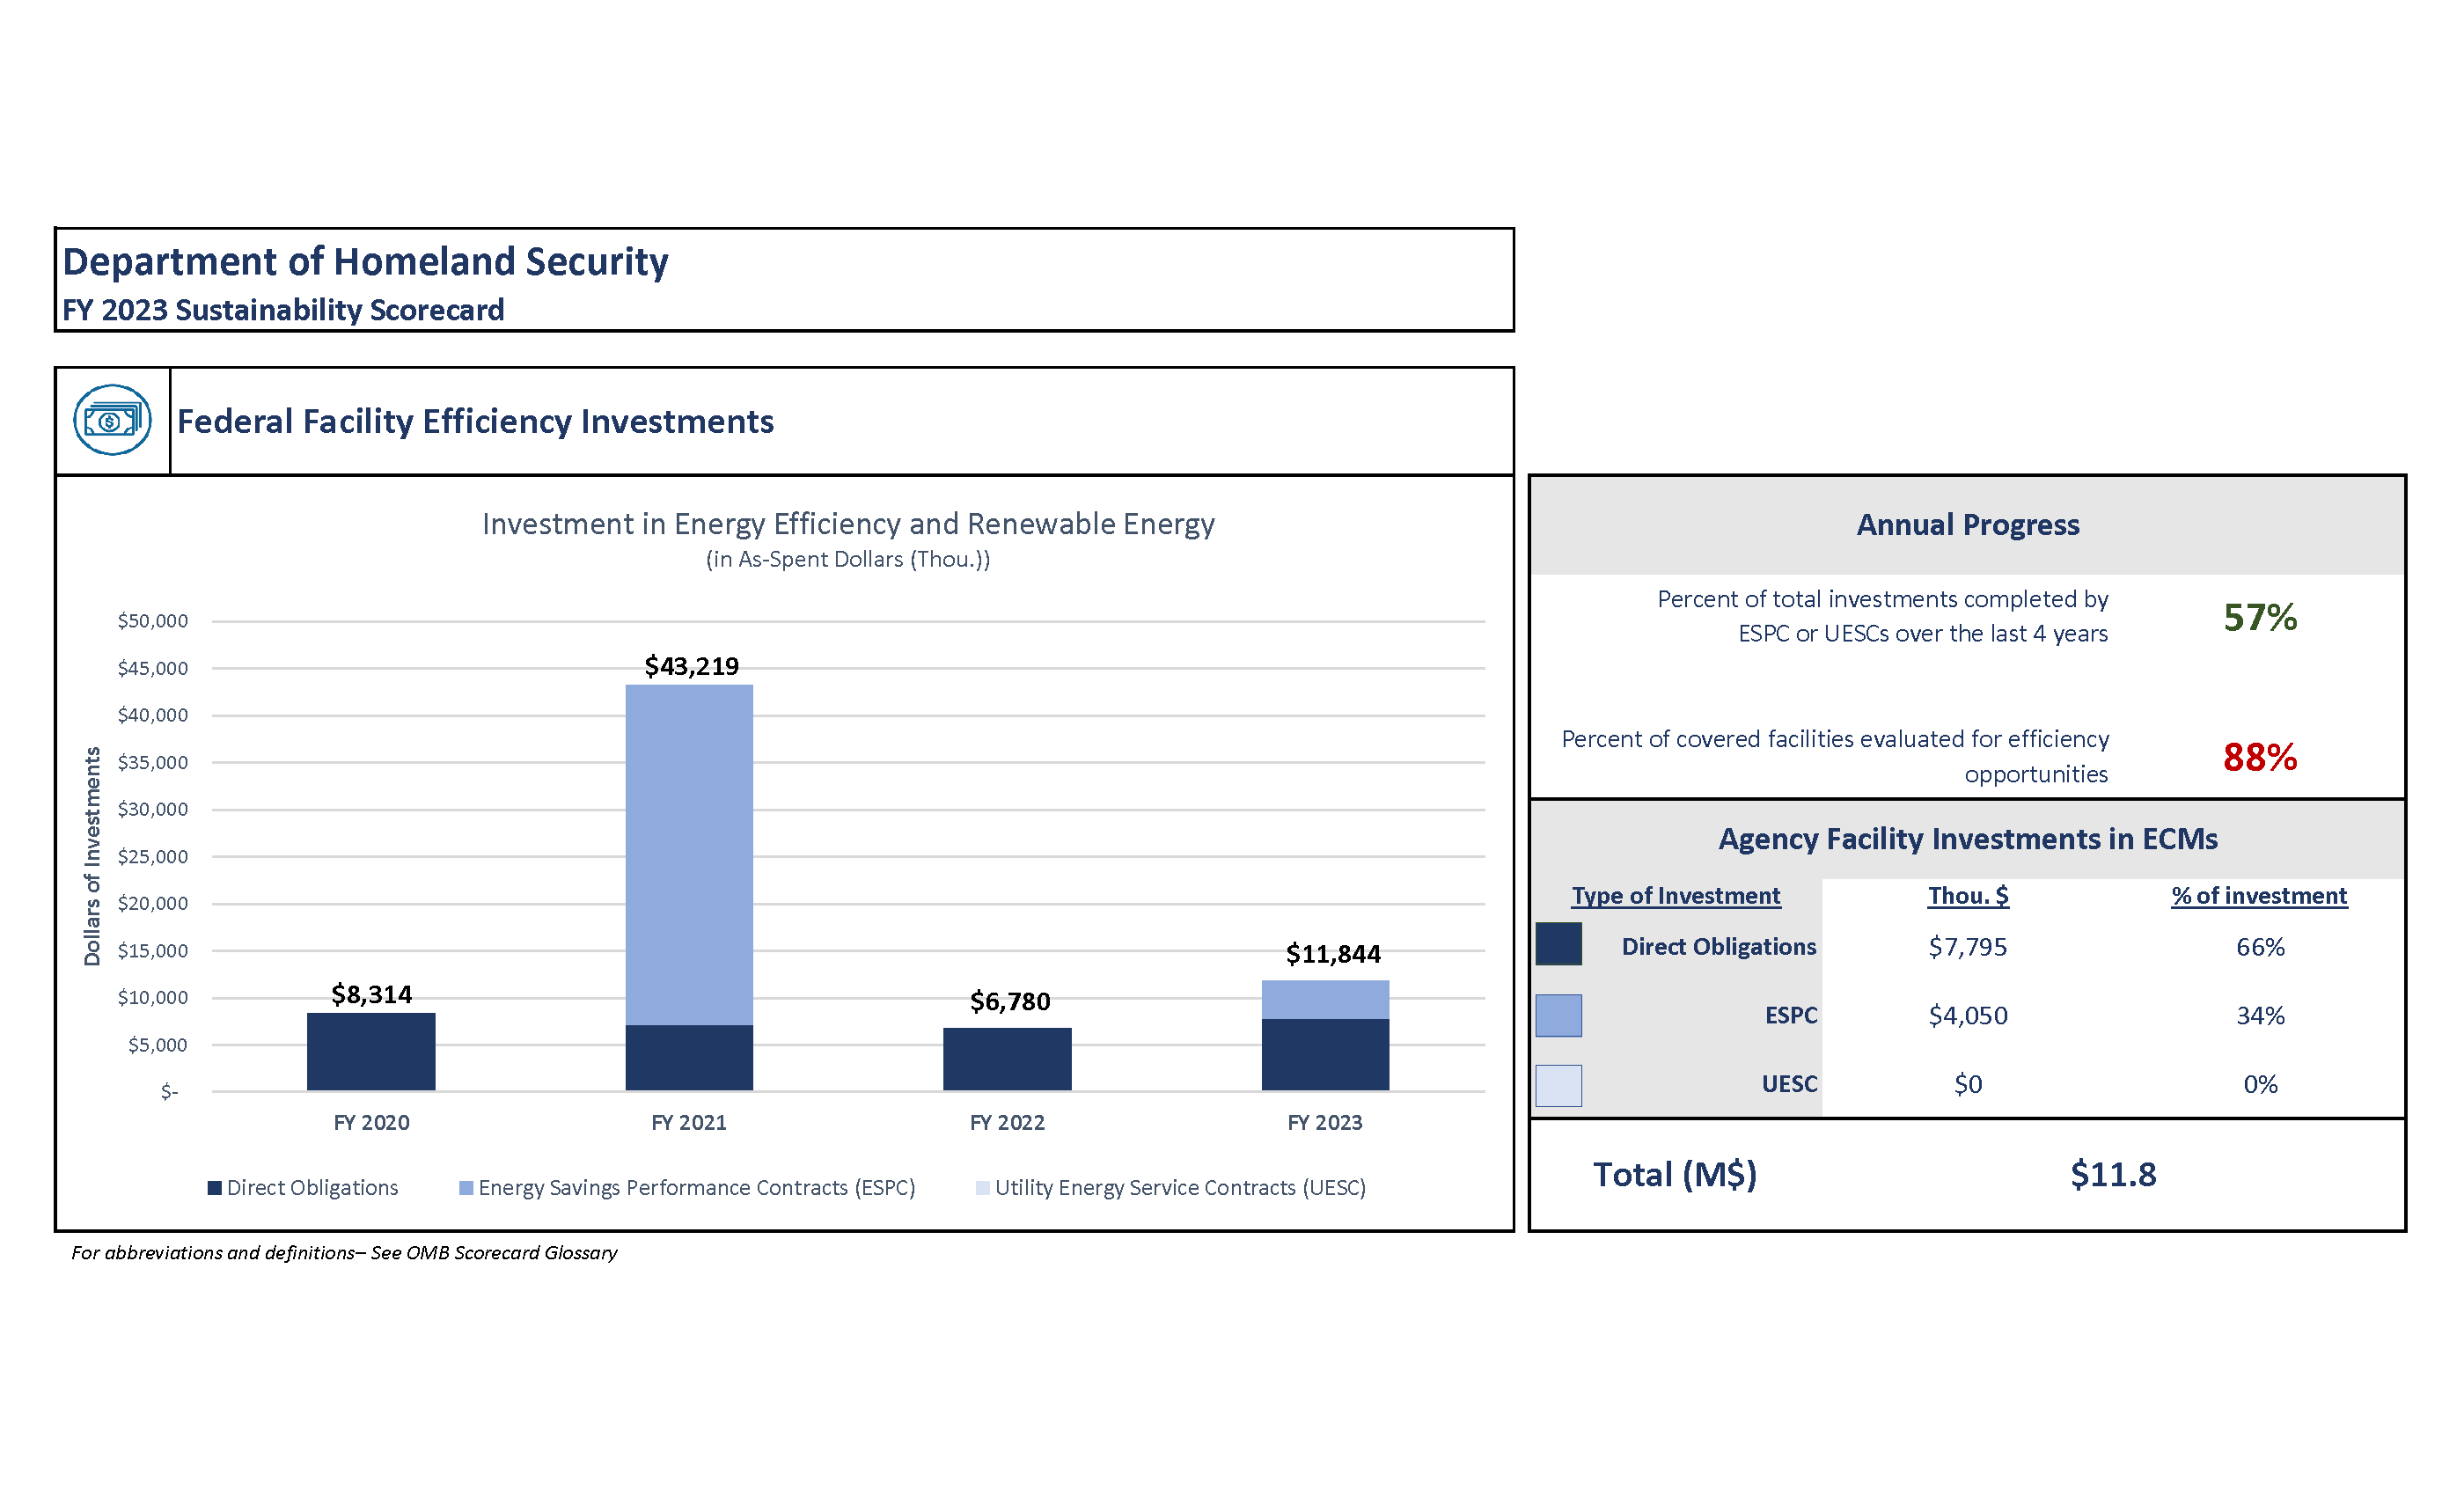 Department of Homeland Security
FY 2023 Sustainability Scorecard
Federal Facility Efficiency Investments
Investment in Energy Efficiency and Renewable Energy
(in As-Spent Dollars (Thou.))
Dollars of Investments
$50,000
$45,000
$40,000
$35,000
$30,000
$25,000
$20,000
$15,000
$10,000
$5,000
$-
$8,314
$43,219
$6,780
$11,844
FY 2020
FY 2021
FY 2022
FY 2023
Direct Obligations
Energy Savings Performance Contracts (ESPC)
Utility Energy Service Contracts (UESC)
For abbreviations and definitions– See OMB Scorecard Glossary
Annual Progress
Percent of total investments completed by
ESPC or UESCs over the last 4 years
57%
Percent of covered facilities evaluated for efficiency
opportunities
88%
Agency Facility Investments in ECMs
Type of Investment Thou. $ % of investment
Direct Obligations $7,795 66%
ESPC $4,050 34%
UESC $0 0%
Total (M$) $11.8